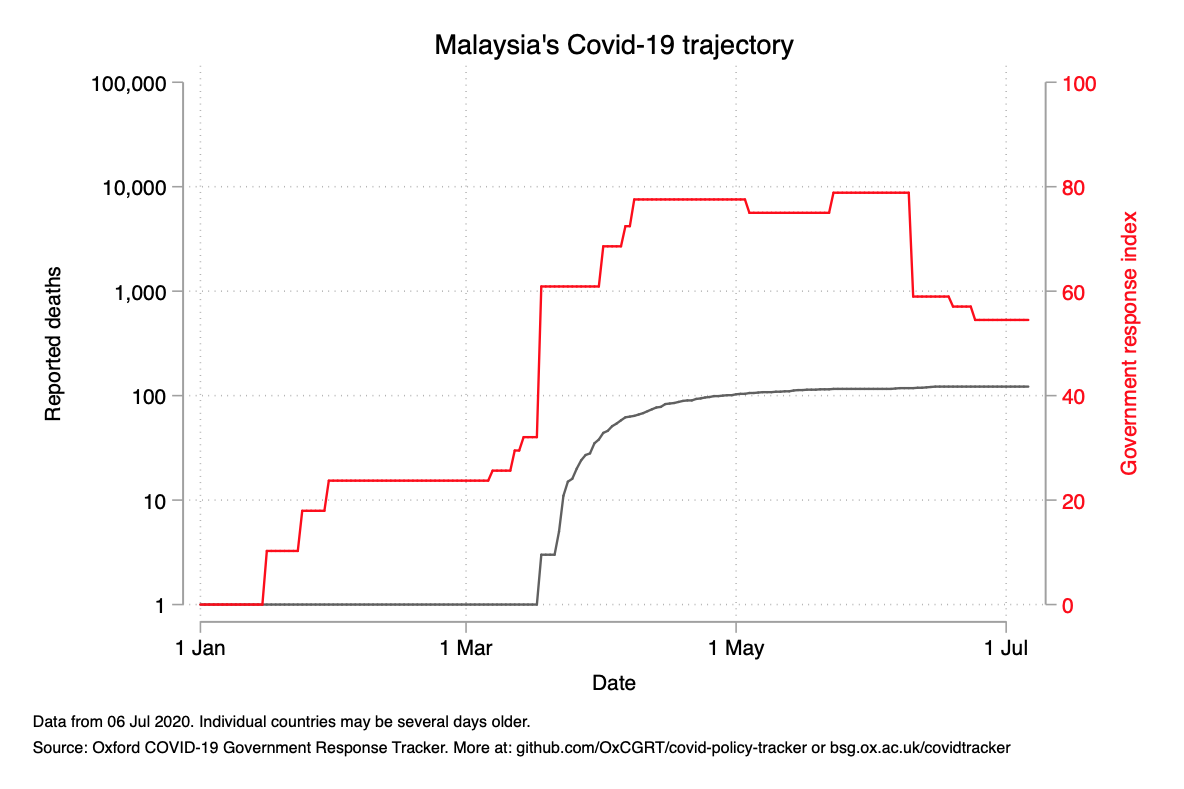 Malaysia's Covid-19 trajectory
100,000
10,000
1,000
100
10
1
Reported deaths
100
80
60
40
20
0
Government response index
1 Jan
1 Mar
1 May
1 Jul
Date
Data from 06 Jul 2020. Individual countries may be several days older.
Source: Oxford COVID-19 Government Response Tracker. More at: github.com/OxCGRT/covid-policy-tracker or bsg.ox.ac.uk/covidtracker